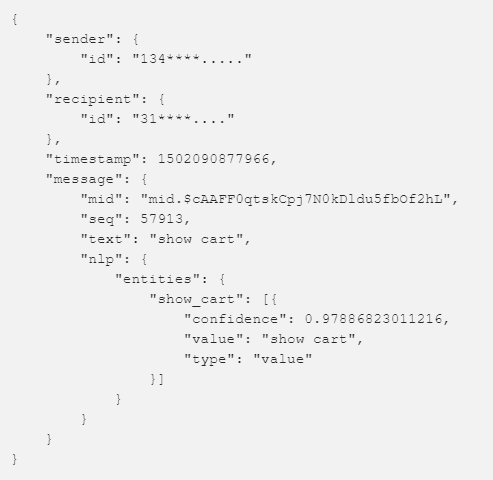 {
    "sender": {
        "id": "134****....."
    },
    "recipient": {
        "id": "31****...."
    },
    "timestamp": 1502090877966,
    "message": {
        "mid": "mid.$cAAFF0qtskCpj7N0kDldu5fbOf2hL",
        "seq": 57913,
        "text": "show cart",
        "nlp": {
            "entities": {
                "show_cart": [{
                    "confidence": 0.97886823011216,
                    "value": "show cart",
                    "type": "value"
                }]
            }
        }
    }
}